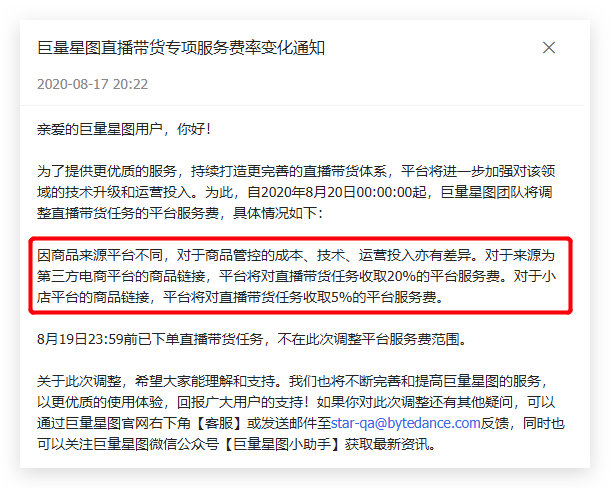 巨量星图直播带货专项服务费率变化通知
2020-08-17 20:22
亲爱的巨量星图用户，你好！
为了提供更优质的服务，持续打造更完善的直播带货体系，平台将进一步加强对该领
域的技术升级和运营投入。为此，自2020年8月20日00:00:00起，巨量星图团队将调
整直播带货任务的平台服务费，具体情况如下：
因商品来源平台不同，对于商品管控的成本、技术、运营投入亦有差异。对于来源为
第三方电商平台的商品链接，平台将对直播带货任务收取20%的平台服务费。对于小
店平台的商品链接，平台将对直播带货任务收取5%的平台服务费。
8月19日23:59前已下单直播带货任务，不在此次调整平台服务费范围。
关于此次调整，希望大家能理解和支持。我们也将不断完善和提高巨量星图的服务，
以更优质的使用体验，回报广大用户的支持！如果你对此次调整还有其他疑问，可以
通过巨量星图官网右下角【客服】或发送邮件至star-qa@bytedance.com反馈，同时也
可以关注巨量星图微信公众号【巨量星图小助手】获取最新资讯。